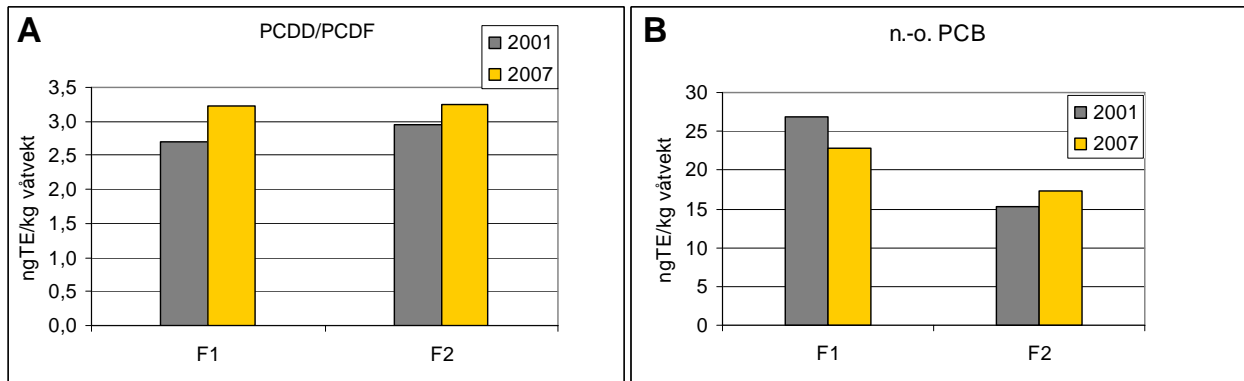 A
PCDD/PCDF
2001
2007
ngTE/kg våtvekt
3,5
3,0
2,5
2,0
1,5
1,0
0,5
0,0
F1
F2
B
n.-o. PCB
2001
2007
ngTE/kg våtvekt
30
25
20
15
10
5
0
F1
F2